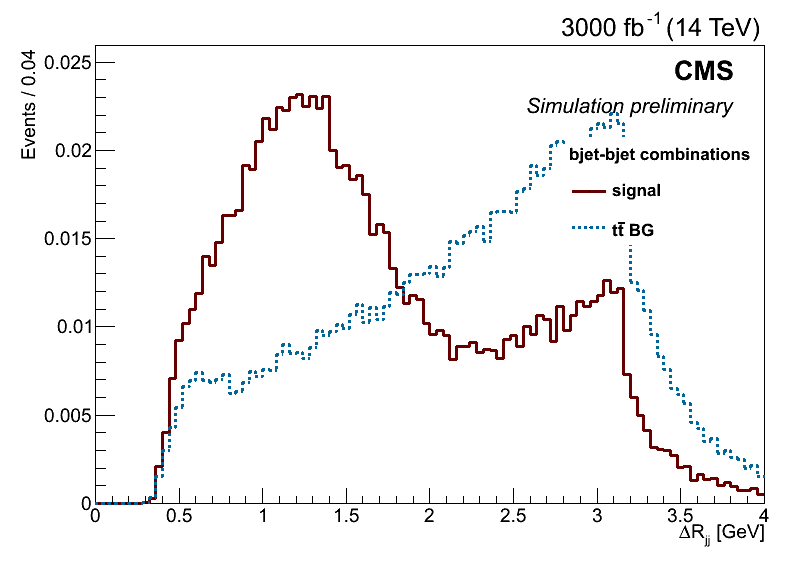 3000 fb⁻¹ (14 TeV)
Events / 0.04
CMS
Simulation preliminary
bjet-bjet combinations
signal
tt̄ BG
0.025
0.02
0.015
0.01
0.005
0
0 0.5 1 1.5 2 2.5 3 3.5 4
ΔR_jj [GeV]